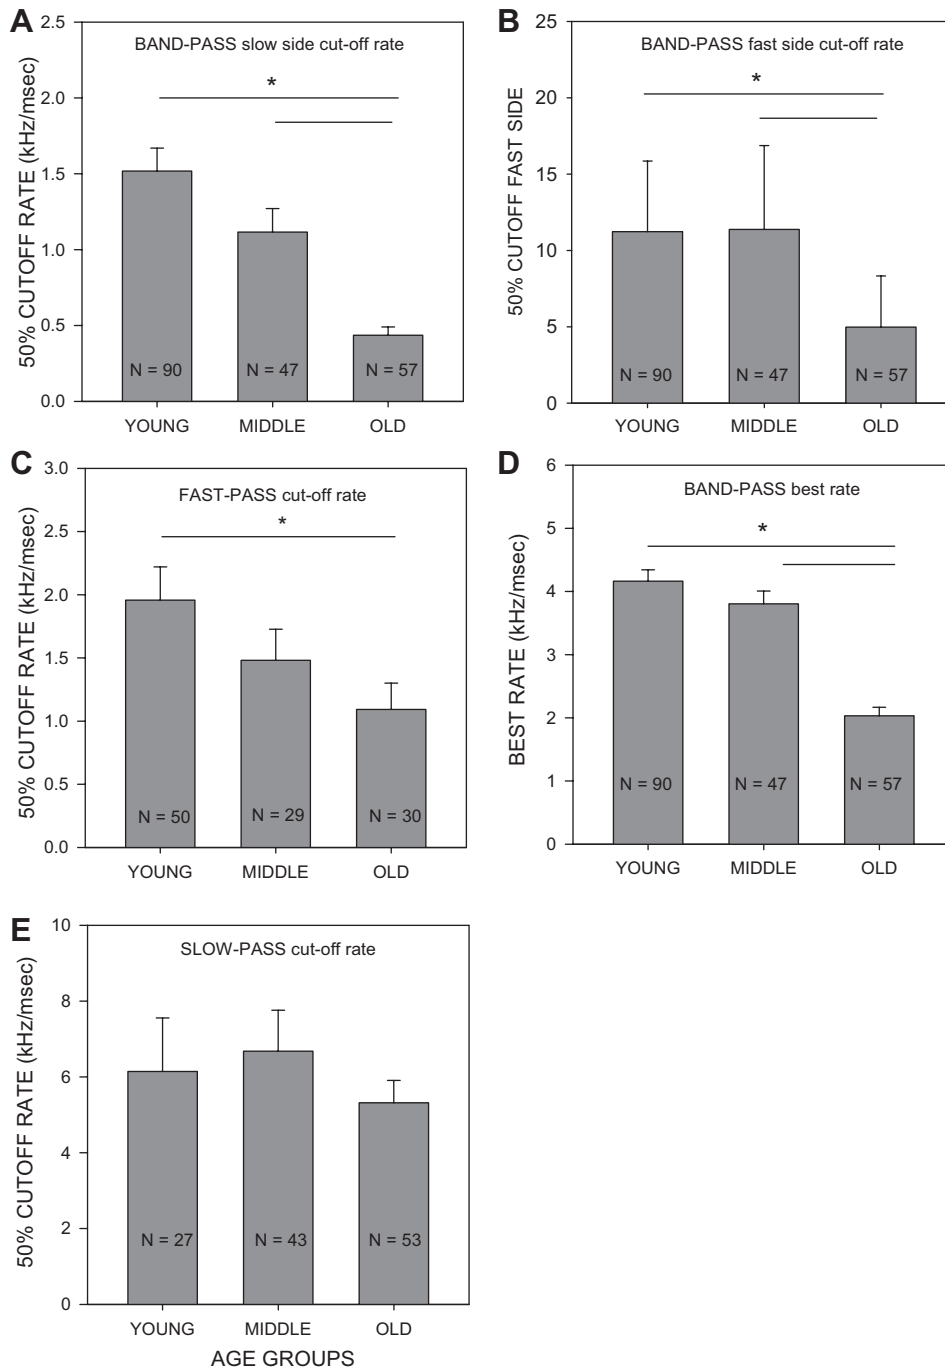 A
BAND-PASS slow side cut-off rate
*
50% CUTOFF RATE (kHz/msec)
2.5
2.0
1.5
1.0
0.5
0.0
N = 90
N = 47
N = 57
YOUNG
MIDDLE
OLD
B
BAND-PASS fast side cut-off rate
*
50% CUTOFF FAST SIDE
25
20
15
10
5
0
N = 90
N = 47
N = 57
YOUNG
MIDDLE
OLD
C
FAST-PASS cut-off rate
*
50% CUTOFF RATE (kHz/msec)
3.0
2.5
2.0
1.5
1.0
0.5
0.0
N = 50
N = 29
N = 30
YOUNG
MIDDLE
OLD
D
BAND-PASS best rate
*
BEST RATE (kHz/msec)
6
5
4
3
2
1
0
N = 90
N = 47
N = 57
YOUNG
MIDDLE
OLD
E
SLOW-PASS cut-off rate
50% CUTOFF RATE (kHz/msec)
10
8
6
4
2
0
N = 27
N = 43
N = 53
YOUNG
MIDDLE
OLD
AGE GROUPS